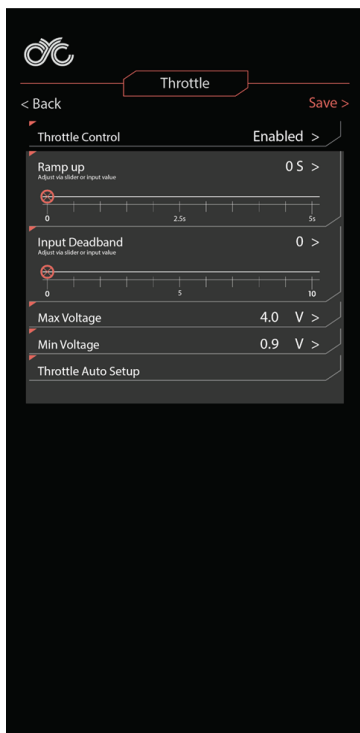 CYC
Throttle
< Back
Save >
Throttle Control Enabled >
Ramp up 0 S >
Adjust via slider or input value
0 2.5s 5s
Input Deadband 0 >
Adjust via slider or input value
0 5 10
Max Voltage 4.0 V >
Min Voltage 0.9 V >
Throttle Auto Setup